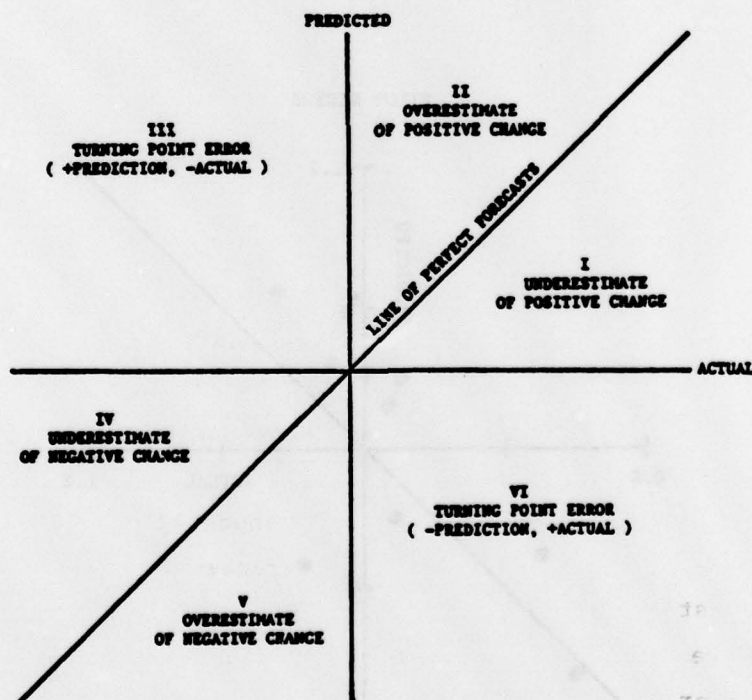 PREDICTED
II
OVERESTIMATE
OF POSITIVE CHANGE
III
TURNING POINT ERROR
( +PREDICTION, -ACTUAL )
LINE OF PERFECT FORECASTS
I
UNDERESTIMATE
OF POSITIVE CHANGE
ACTUAL
IV
UNDERESTIMATE
OF NEGATIVE CHANGE
VI
TURNING POINT ERROR
( -PREDICTION, +ACTUAL )
V
OVERESTIMATE
OF NEGATIVE CHANGE